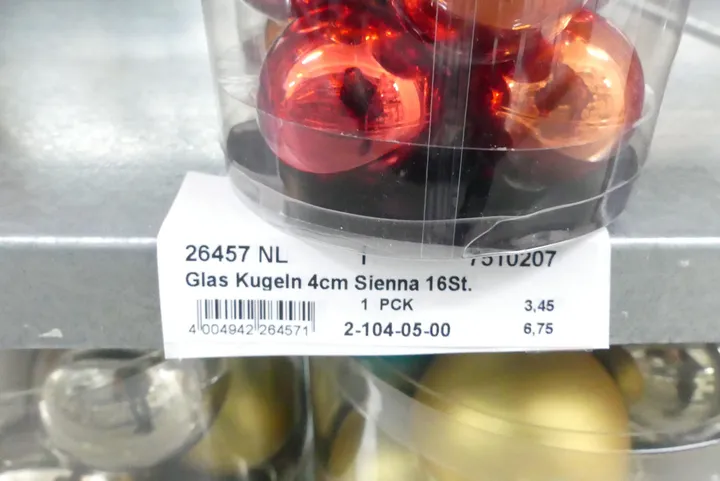 26457 NL 7510207
Glas Kugeln 4cm Sienna 16St.
1 PCK 3,45
4 004942 264571 2-104-05-00 6,75